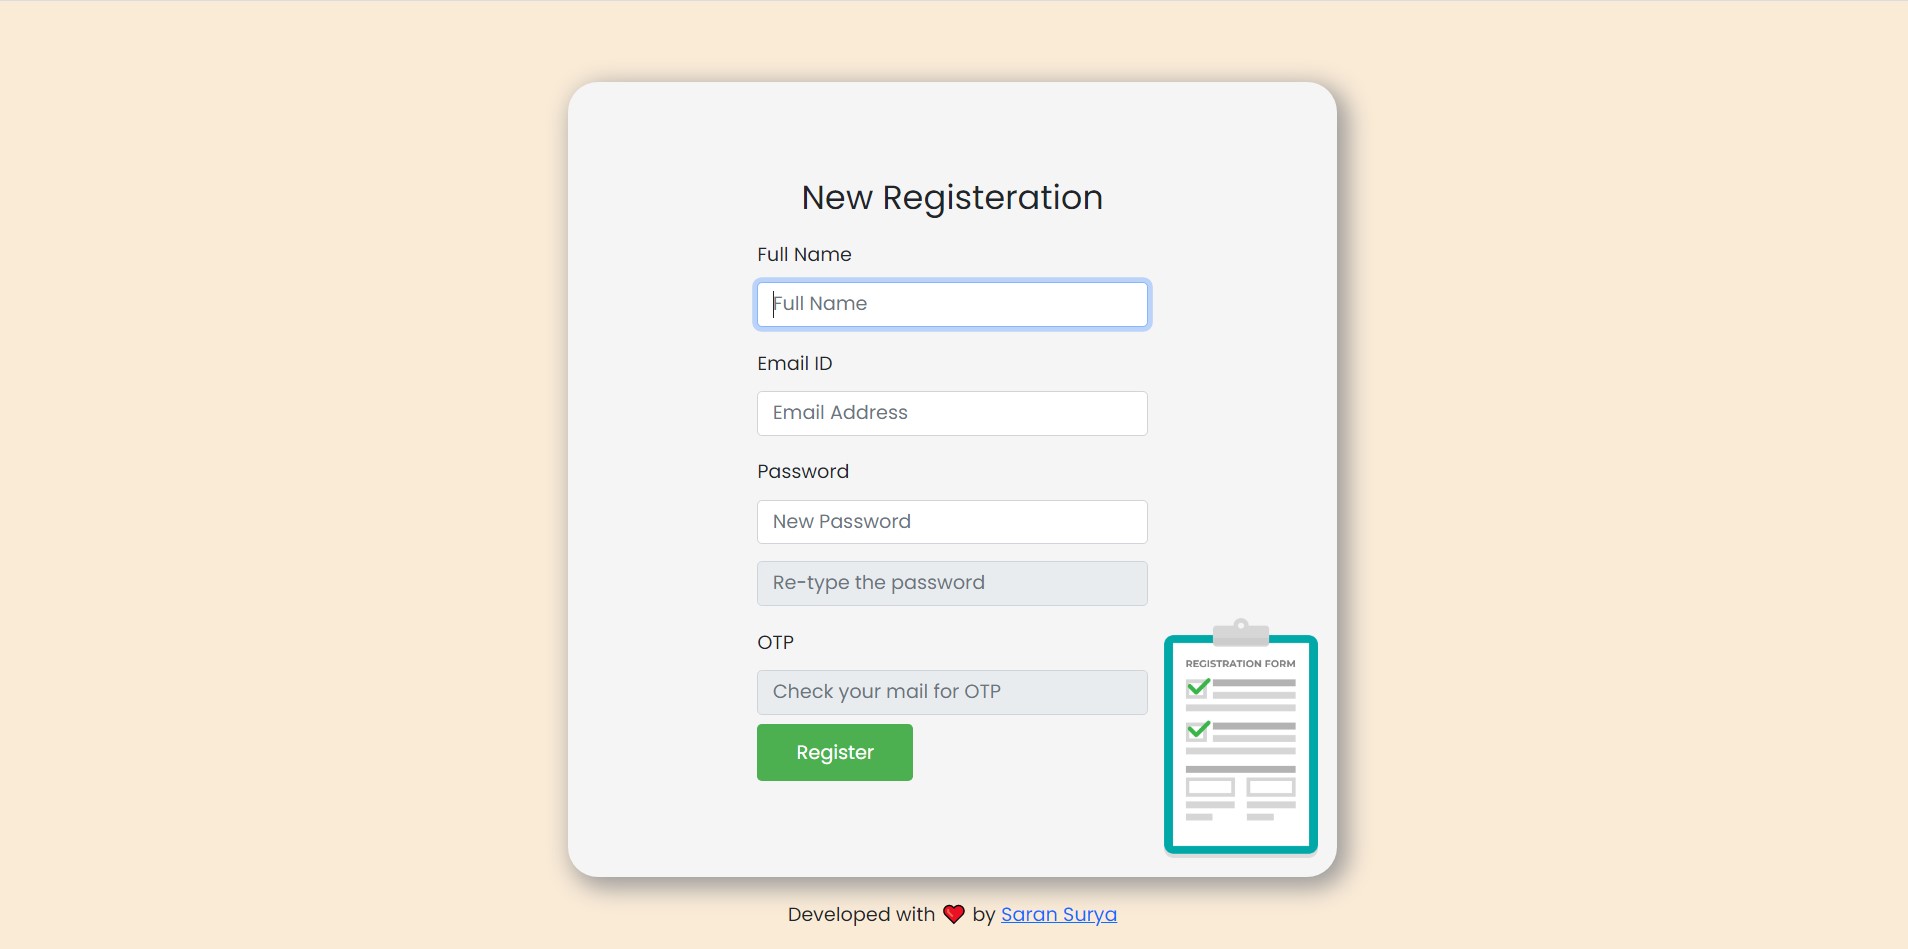 New Registeration
Full Name
Full Name
Email ID
Email Address
Password
New Password
Re-type the password
OTP
Check your mail for OTP
REGISTRATION FORM
Register
Developed with ❤ by Saran Surya